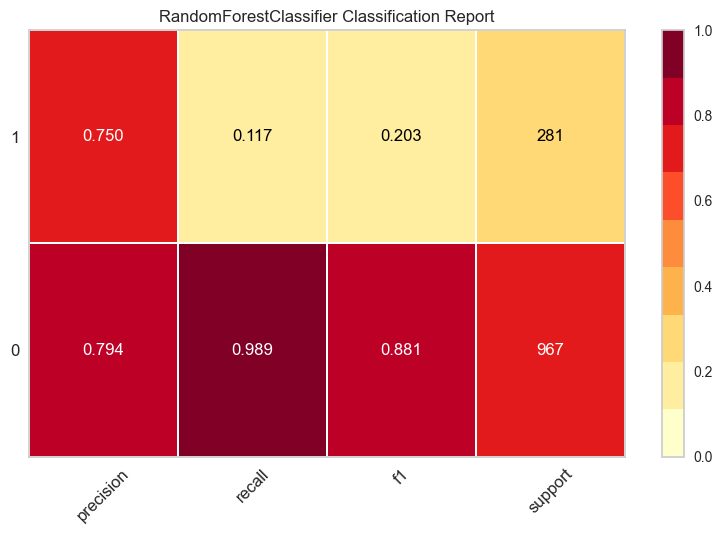 RandomForestClassifier Classification Report
1 0.750 0.117 0.203 281
0 0.794 0.989 0.881 967
precision recall f1 support
1.0
0.8
0.6
0.4
0.2
0.0